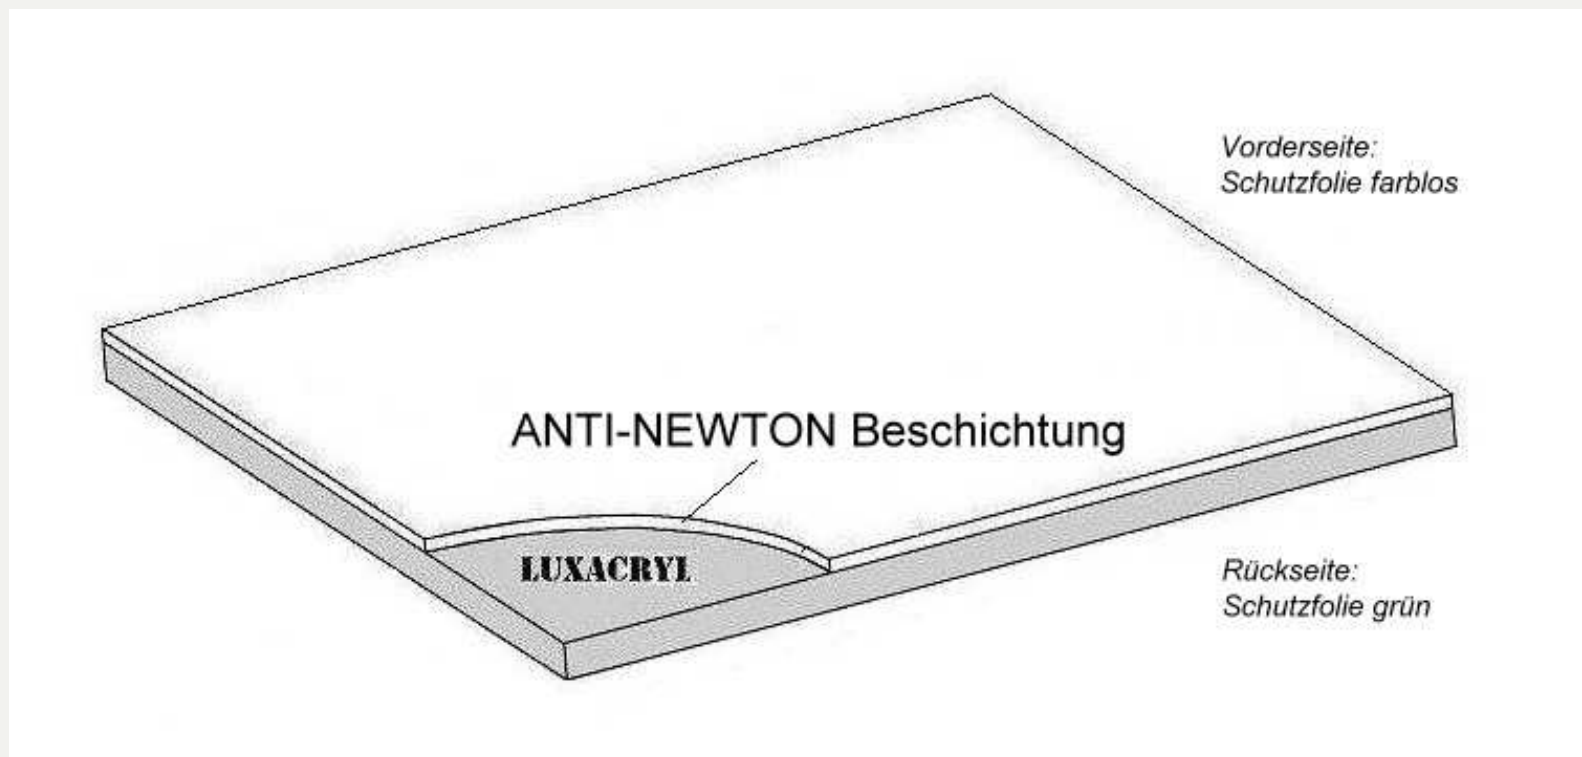 Vorderseite:
Schutzfolie farblos
ANTI-NEWTON Beschichtung
LUXACRYL
Rückseite:
Schutzfolie grün